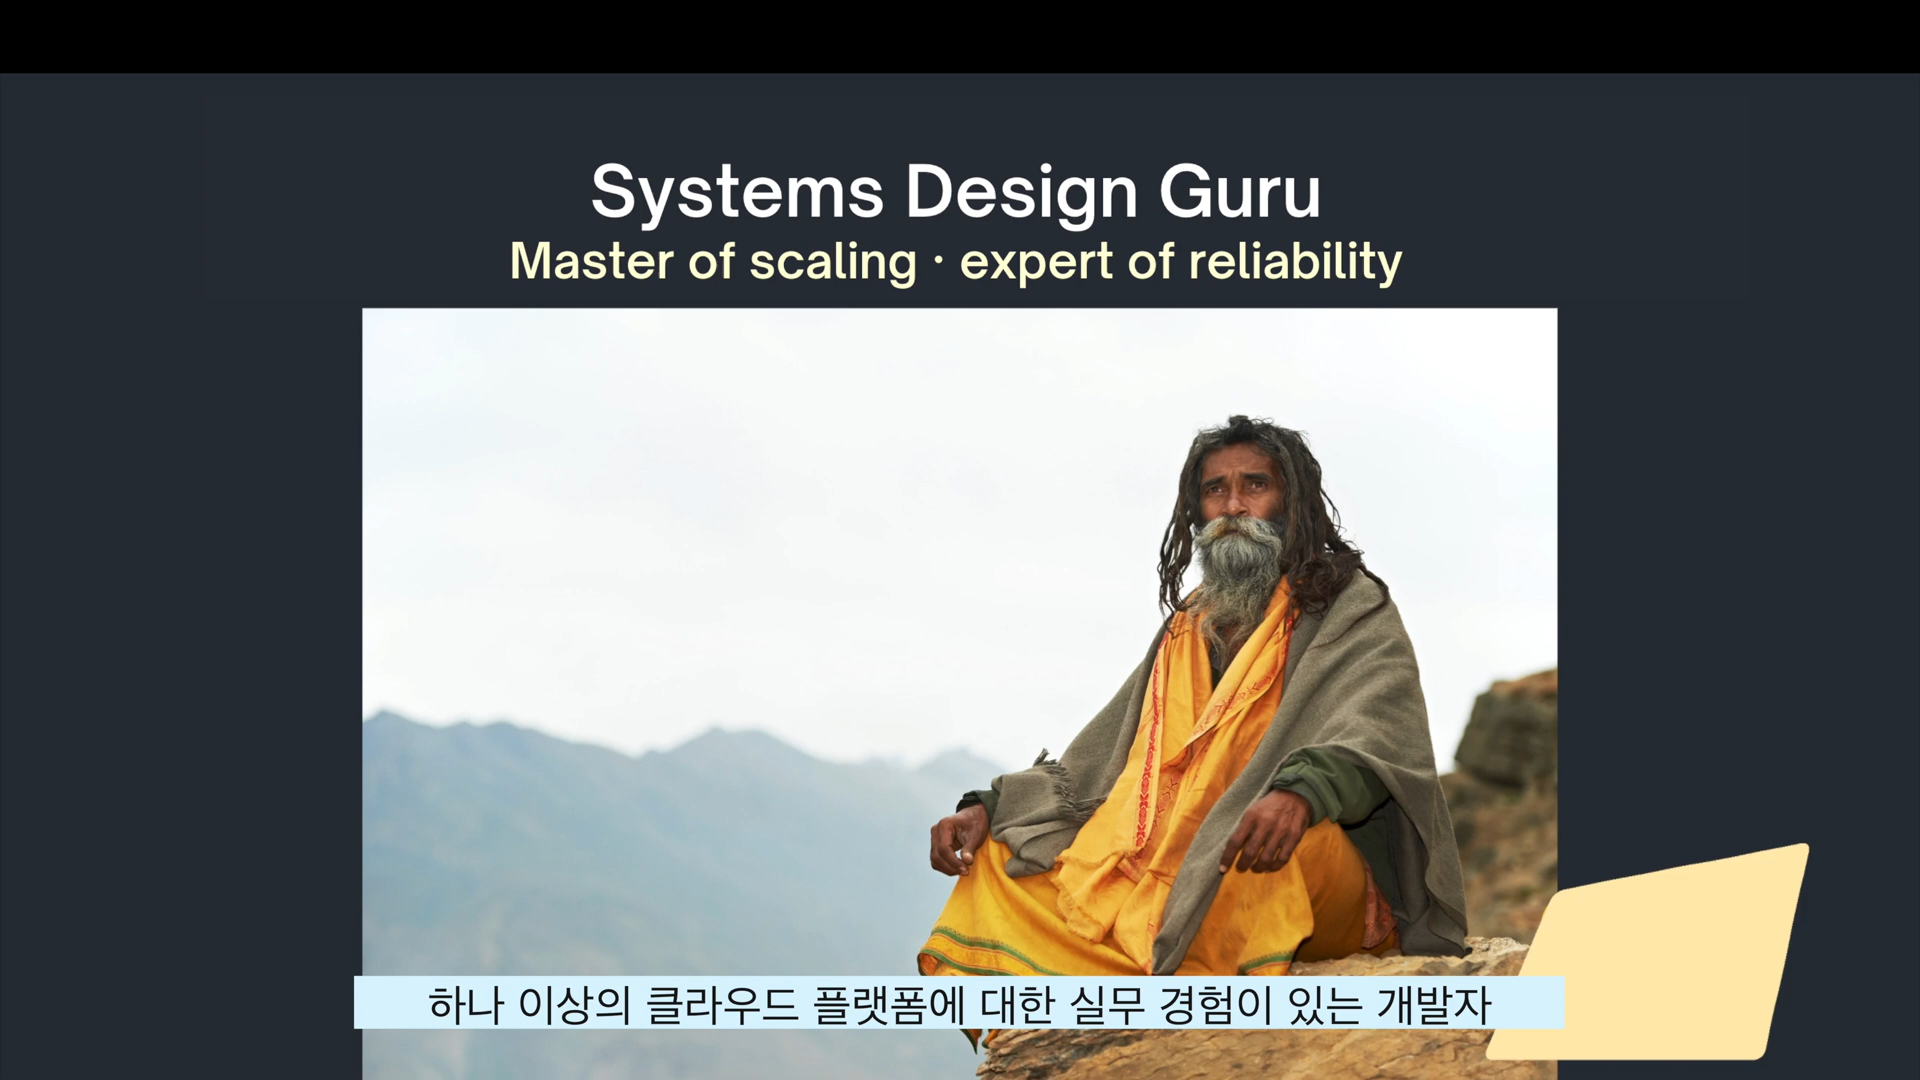 Systems Design Guru
Master of scaling · expert of reliability
하나 이상의 클라우드 플랫폼에 대한 실무 경험이 있는 개발자